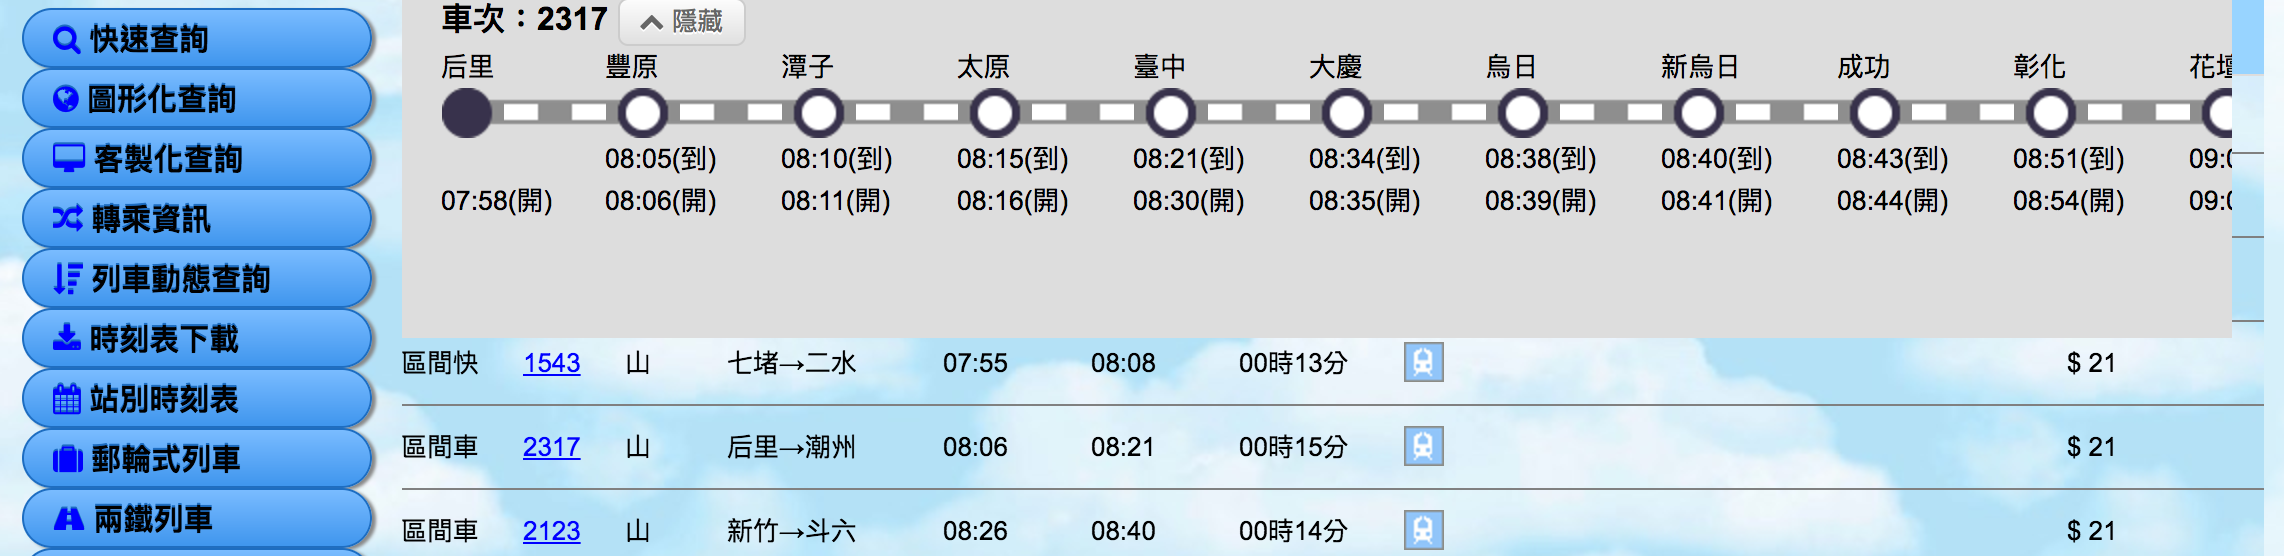 快速查詢
圖形化查詢
客製化查詢
轉乘資訊
列車動態查詢
時刻表下載
站別時刻表
郵輪式列車
兩鐵列車
車次：2317 隱藏
后里 豐原 潭子 太原 臺中 大慶 烏日 新烏日 成功 彰化 花壇
08:05(到) 08:10(到) 08:15(到) 08:21(到) 08:34(到) 08:38(到) 08:40(到) 08:43(到) 08:51(到)
07:58(開) 08:06(開) 08:11(開) 08:16(開) 08:30(開) 08:35(開) 08:39(開) 08:41(開) 08:44(開) 08:54(開)
區間快 1543 山 七堵→二水 07:55 08:08 00時13分 $ 21
區間車 2317 山 后里→潮州 08:06 08:21 00時15分 $ 21
區間車 2123 山 新竹→斗六 08:26 08:40 00時14分 $ 21